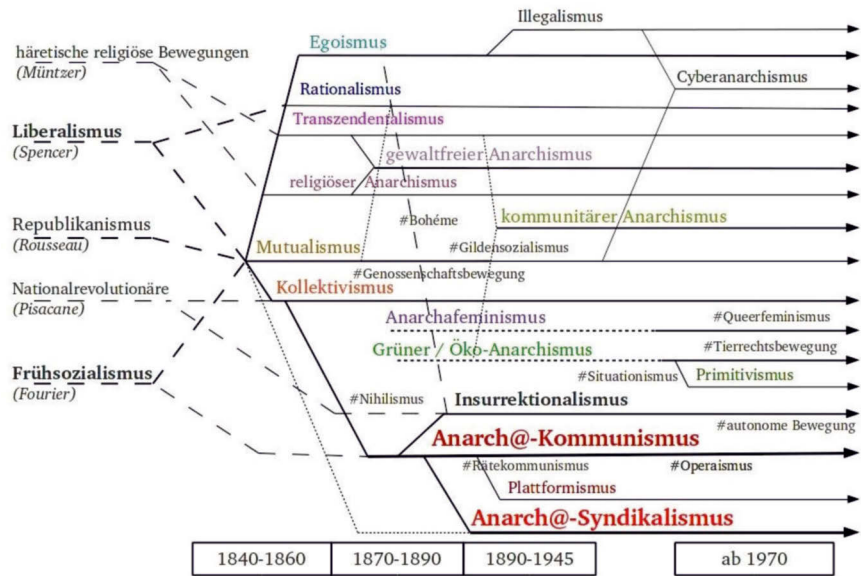 Illegalismus
häretische religiöse Bewegungen
(Müntzer)
Egoismus
Cyberanarchismus
Rationalismus
Liberalismus
(Spencer)
Transzendentalismus
gewaltfreier Anarchismus
religiöser Anarchismus
Republikanismus
(Rousseau)
#Bohéme
kommunitärer Anarchismus
Mutualismus
#Gildensozialismus
#Genossenschaftsbewegung
Nationalrevolutionäre
(Pisacane)
Kollektivismus
Anarchafeminismus
#Queerfeminismus
Grüner / Öko-Anarchismus
#Tierrechtsbewegung
Frühsozialismus
(Fourier)
#Situationismus
Primitivismus
#Nihilismus
Insurrektionalismus
#autonome Bewegung
Anarch@-Kommunismus
#Rätekommunismus
#Operaismus
Plattformismus
Anarch@-Syndikalismus
1840-1860
1870-1890
1890-1945
ab 1970